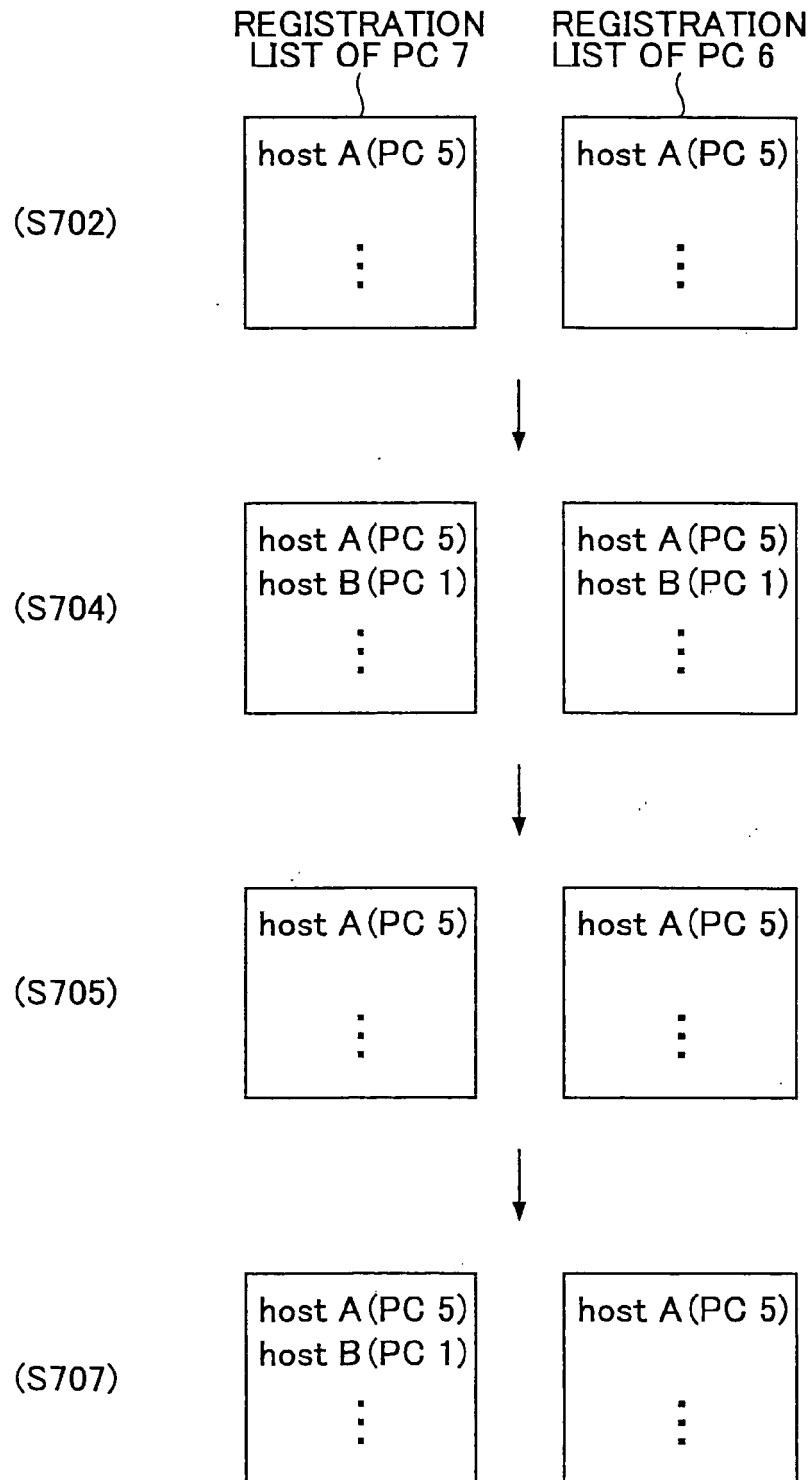 REGISTRATION
LIST OF PC 7
REGISTRATION
LIST OF PC 6
(S702)
host A(PC 5)
⋮
host A(PC 5)
⋮
(S704)
host A(PC 5)
host B(PC 1)
⋮
host A(PC 5)
host B(PC 1)
⋮
(S705)
host A(PC 5)
⋮
host A(PC 5)
⋮
(S707)
host A(PC 5)
host B(PC 1)
⋮
host A(PC 5)
⋮